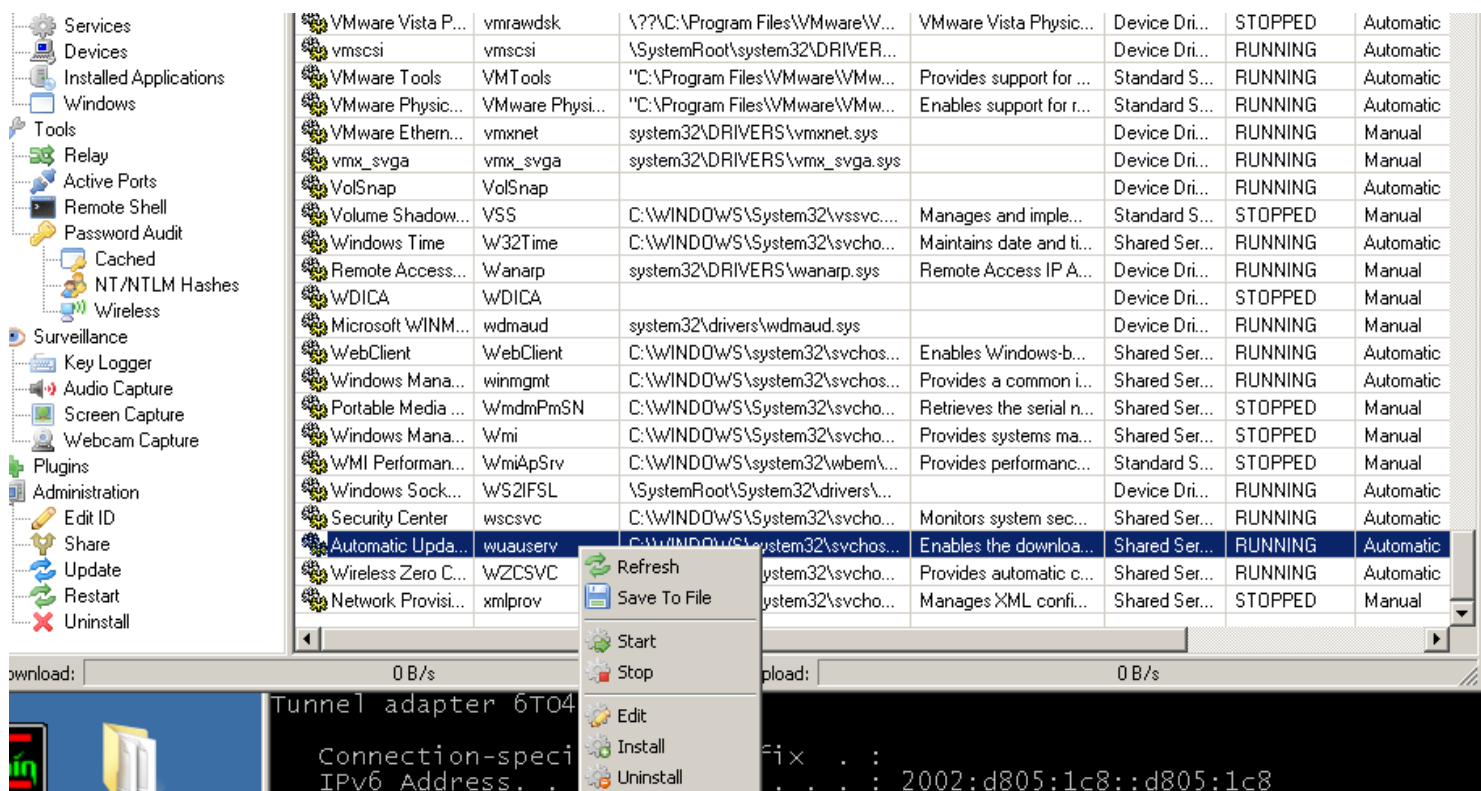 Services
Devices
Installed Applications
Windows
Tools
Relay
Active Ports
Remote Shell
Password Audit
Cached
NT/NTLM Hashes
Wireless
Surveillance
Key Logger
Audio Capture
Screen Capture
Webcam Capture
Plugins
Administration
Edit ID
Share
Update
Restart
Uninstall
VMware Vista P... vmrawdsk \??\C:\Program Files\VMware\V... VMware Vista Physic... Device Dri... STOPPED Automatic
vmscsi vmscsi \SystemRoot\system32\DRIVER... Device Dri... RUNNING Automatic
VMware Tools VMTools "C:\Program Files\VMware\VMw... Provides support for ... Standard S... RUNNING Automatic
VMware Physic... VMware Physi... "C:\Program Files\VMware\VMw... Enables support for r... Standard S... RUNNING Automatic
VMware Ethern... vmxnet system32\DRIVERS\vmxnet.sys Device Dri... RUNNING Manual
vmx_svga vmx_svga system32\DRIVERS\vmx_svga.sys Device Dri... RUNNING Manual
VolSnap VolSnap Device Dri... RUNNING Automatic
Volume Shadow... VSS C:\WINDOWS\System32\vssvc.... Manages and imple... Standard S... STOPPED Manual
Windows Time W32Time C:\WINDOWS\System32\svcho... Maintains date and ti... Shared Ser... RUNNING Automatic
Remote Access... Wanarp system32\DRIVERS\wanarp.sys Remote Access IP A... Device Dri... RUNNING Manual
WDICA WDICA Device Dri... STOPPED Manual
Microsoft WINM... wdmaud system32\drivers\wdmaud.sys Device Dri... RUNNING Manual
WebClient WebClient C:\WINDOWS\system32\svchos... Enables Windows-b... Shared Ser... RUNNING Automatic
Windows Mana... winmgmt C:\WINDOWS\system32\svchos... Provides a common i... Shared Ser... RUNNING Automatic
Portable Media ... WmdmPmSN C:\WINDOWS\System32\svcho... Retrieves the serial n... Shared Ser... STOPPED Manual
Windows Mana... Wmi C:\WINDOWS\System32\svcho... Provides systems ma... Shared Ser... STOPPED Manual
WMI Performan... WmiApSrv C:\WINDOWS\system32\wbem\... Provides performanc... Standard S... STOPPED Manual
Windows Sock... WS2IFSL \SystemRoot\System32\drivers\... Device Dri... RUNNING Automatic
Security Center wscsvc C:\WINDOWS\System32\svcho... Monitors system sec... Shared Ser... RUNNING Automatic
Automatic Upda... wuauserv C:\WINDOWS\system32\svchos... Enables the downloa... Shared Ser... RUNNING Automatic
Wireless Zero C... WZCSVC ystem32\svcho... Provides automatic c... Shared Ser... RUNNING Automatic
Network Provisi... xmlprov ystem32\svcho... Manages XML confi... Shared Ser... STOPPED Manual
Refresh
Save To File
Start
Stop
Edit
Install
Uninstall
ownload: 0 B/s pload: 0 B/s
Tunnel adapter 6TO4
Connection-speci fix . :
IPv6 Address. . . . . . : 2002:d805:1c8::d805:1c8